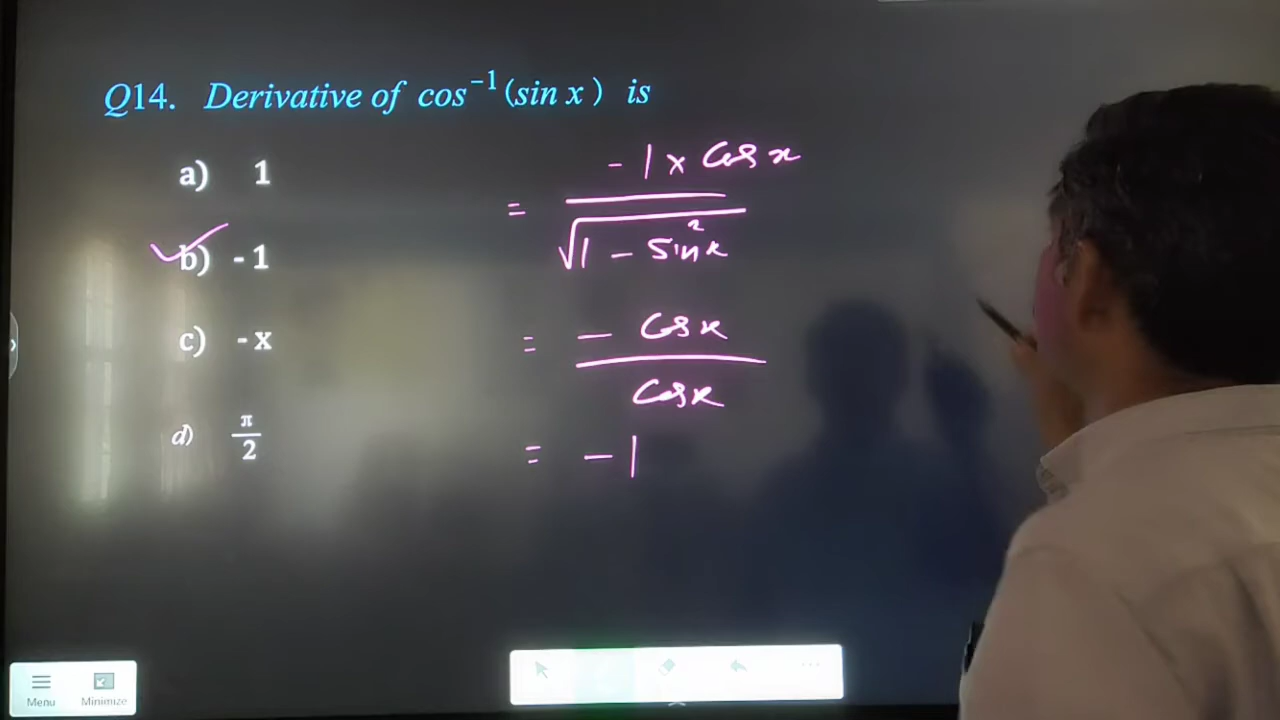 Q14. Derivative of cos⁻¹(sin x) is
a) 1
b) -1
c) -x
d) π/2
= -1 x Cos x / √1 - Sin²x
= - Cos x / Cos x
= -1
Menu
Minimize